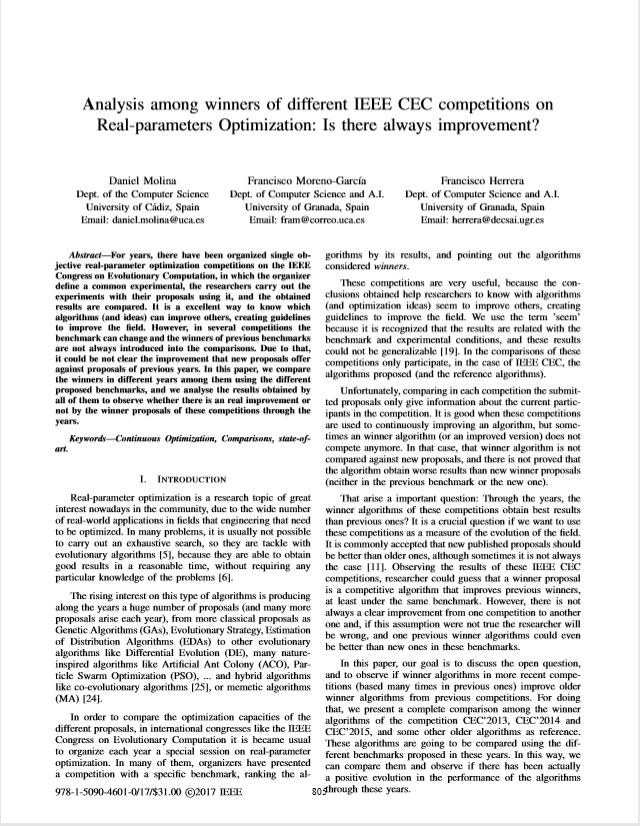 Analysis among winners of different IEEE CEC competitions on
Real-parameters Optimization: Is there always improvement?
Daniel Molina
Dept. of the Computer Science
University of Cádiz, Spain
Email: daniel.molina@uca.es
Francisco Moreno-García
Dept. of Computer Science and A.I.
University of Granada, Spain
Email: fram@correo.uca.es
Francisco Herrera
Dept. of Computer Science and A.I.
University of Granada, Spain
Email: herrera@decsai.ugr.es
Abstract—For years, there have been organized single ob-
jective real-parameter optimization competitions on the IEEE
Congress on Evolutionary Computation, in which the organizer
define a common experimental, the researchers carry out the
experiments with their proposals using it, and the obtained
results are compared. It is a excellent way to know which
algorithms (and ideas) can improve others, creating guidelines
to improve the field. However, in several competitions the
benchmark can change and the winners of previous benchmarks
are not always introduced into the comparisons. Due to that,
it could be not clear the improvement that new proposals offer
against proposals of previous years. In this paper, we compare
the winners in different years among them using the different
proposed benchmarks, and we analyse the results obtained by
all of them to observe whether there is an real improvement or
not by the winner proposals of these competitions through the
years.
Keywords—Continuous Optimization, Comparisons, state-of-
art.
I. INTRODUCTION
Real-parameter optimization is a research topic of great
interest nowadays in the community, due to the wide number
of real-world applications in fields that engineering that need
to be optimized. In many problems, it is usually not possible
to carry out an exhaustive search, so they are tackle with
evolutionary algorithms [5], because they are able to obtain
good results in a reasonable time, without requiring any
particular knowledge of the problems [6].
The rising interest on this type of algorithms is producing
along the years a huge number of proposals (and many more
proposals arise each year), from more classical proposals as
Genetic Algorithms (GAs), Evolutionary Strategy, Estimation
of Distribution Algorithms (EDAs) to other evolutionary
algorithms like Differential Evolution (DE), many nature-
inspired algorithms like Artificial Ant Colony (ACO), Par-
ticle Swarm Optimization (PSO), ... and hybrid algorithms
like co-evolutionary algorithms [25], or memetic algorithms
(MA) [24].
In order to compare the optimization capacities of the
different proposals, in international congresses like the IEEE
Congress on Evolutionary Computation it is became usual
to organize each year a special session on real-parameter
optimization. In many of them, organizers have presented
a competition with a specific benchmark, ranking the al-
gorithms by its results, and pointing out the algorithms
considered winners.
These competitions are very useful, because the con-
clusions obtained help researchers to know with algorithms
(and optimization ideas) seem to improve others, creating
guidelines to improve the field. We use the term 'seem'
because it is recognized that the results are related with the
benchmark and experimental conditions, and these results
could not be generalizable [19]. In the comparisons of these
competitions only participate, in the case of IEEE CEC, the
algorithms proposed (and the reference algorithms).
Unfortunately, comparing in each competition the submit-
ted proposals only give information about the current partic-
ipants in the competition. It is good when these competitions
are used to continuously improving an algorithm, but some-
times an winner algorithm (or an improved version) does not
compete anymore. In that case, that winner algorithm is not
compared against new proposals, and there is not proved that
the algorithm obtain worse results than new winner proposals
(neither in the previous benchmark or the new one).
That arise a important question: Through the years, the
winner algorithms of these competitions obtain best results
than previous ones? It is a crucial question if we want to use
these competitions as a measure of the evolution of the field.
It is commonly accepted that new published proposals should
be better than older ones, although sometimes it is not always
the case [11]. Observing the results of these IEEE CEC
competitions, researcher could guess that a winner proposal
is a competitive algorithm that improves previous winners,
at least under the same benchmark. However, there is not
always a clear improvement from one competition to another
one and, if this assumption were not true the researcher will
be wrong, and one previous winner algorithms could even
be better than new ones in these benchmarks.
In this paper, our goal is to discuss the open question,
and to observe if winner algorithms in more recent compe-
titions (based many times in previous ones) improve older
winner algorithms from previous competitions. For doing
that, we present a complete comparison among the winner
algorithms of the competition CEC'2013, CEC'2014 and
CEC'2015, and some other older algorithms as reference.
These algorithms are going to be compared using the dif-
ferent benchmarks proposed in these years. In this way, we
can compare them and observe if there has been actually
a positive evolution in the performance of the algorithms
through these years.
978-1-5090-4601-0/17/$31.00 ©2017 IEEE
805